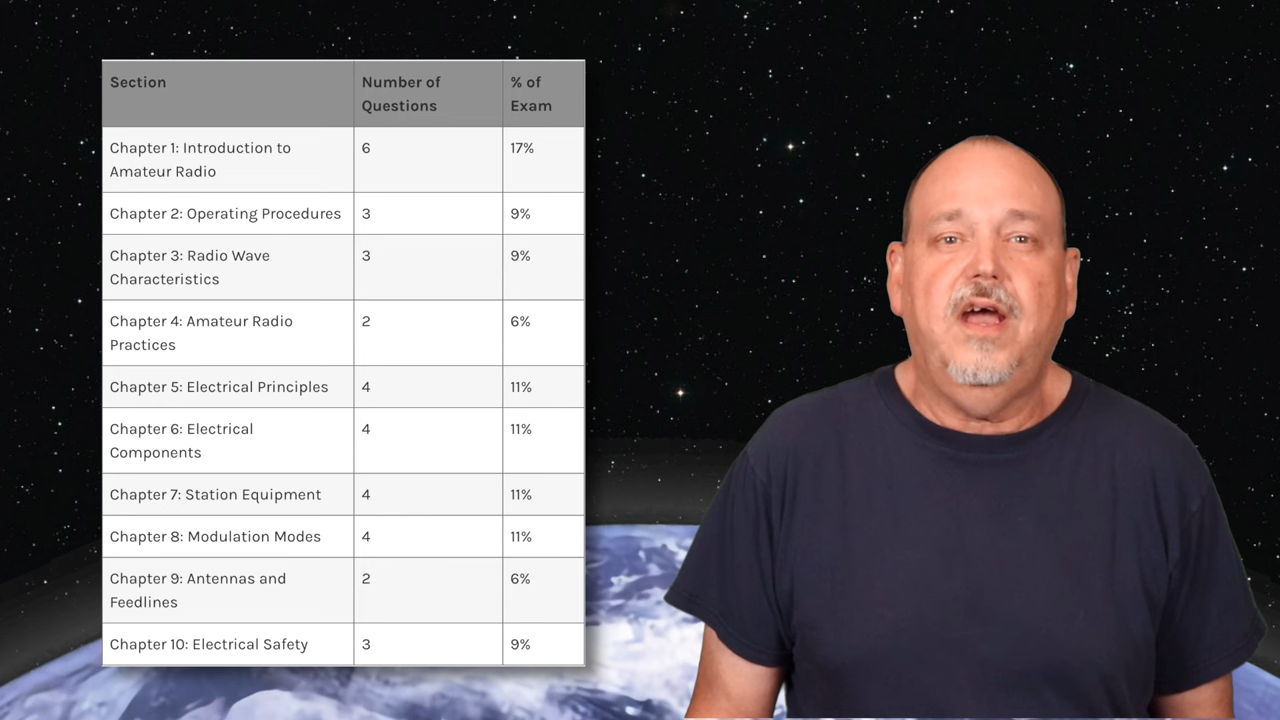 Section
Number of
Questions
% of
Exam
Chapter 1: Introduction to
Amateur Radio
6
17%
Chapter 2: Operating Procedures
3
9%
Chapter 3: Radio Wave
Characteristics
3
9%
Chapter 4: Amateur Radio
Practices
2
6%
Chapter 5: Electrical Principles
4
11%
Chapter 6: Electrical
Components
4
11%
Chapter 7: Station Equipment
4
11%
Chapter 8: Modulation Modes
4
11%
Chapter 9: Antennas and
Feedlines
2
6%
Chapter 10: Electrical Safety
3
9%